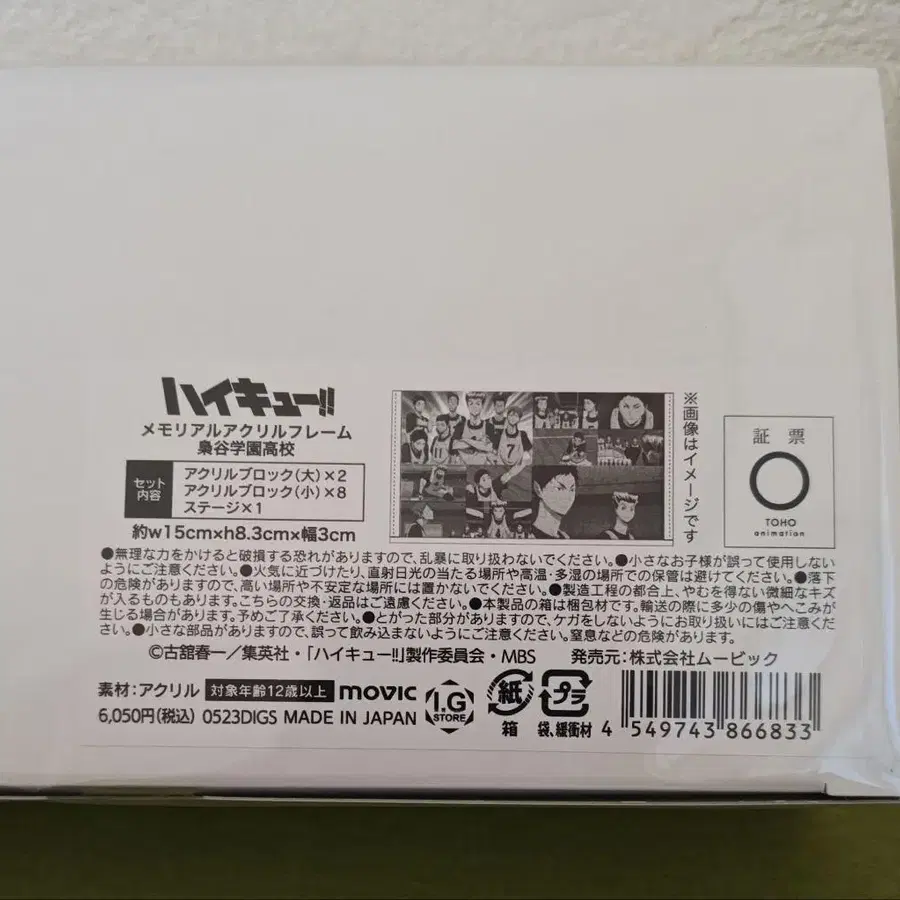 ハイキュー!!
メモリアルアクリルフレーム
梟谷学園高校
セット内容
アクリルブロック(大)×2
アクリルブロック(小)×8
ステージ×1
約w15cm×h8.3cm×幅3cm
※画像はイメージです
証票
TOHO
animation
●無理な力をかけると破損する恐れがありますので、乱暴に取り扱わないでください。●小さなお子様が誤って使用しない
ようにご注意ください。●火気に近づけたり、直射日光の当たる場所や高温・多湿の場所での保管は避けてください。●落下
の危険がありますので、高い場所や不安定な場所には置かないでください。●製造工程の都合上、やむを得ない微細なキズ
が入るものもあります。こちらの交換・返品はご遠慮ください。●本製品の箱は梱包材です。輸送の際に多少の傷やへこみが
生じる場合があります。予めご了承ください。●とがった部分がありますので、ケガをしないようにお取り扱いにはご注意くだ
さい。●小さな部品がありますので、誤って飲み込まないようにご注意ください。窒息などの危険があります。
©古舘春一/集英社・「ハイキュー!!」製作委員会・MBS 発売元:株式会社ムービック
素材:アクリル 対象年齢12歳以上 movic I.G STORE 紙 プラ
6,050円(税込) 0523DIGS MADE IN JAPAN 箱 袋、緩衝材 4 549743 866833